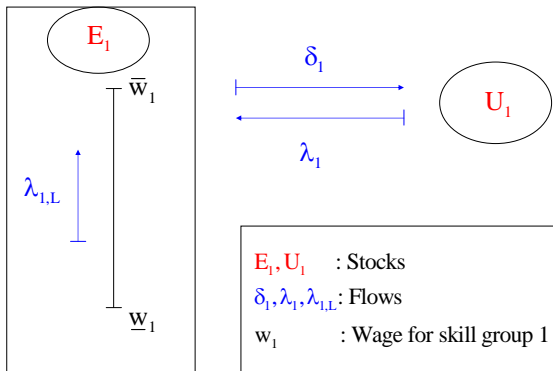 E₁
w̅₁
δ₁
U₁
λ₁
λ₁,L
w̲₁
E₁, U₁ : Stocks
δ₁, λ₁, λ₁,L : Flows
w₁ : Wage for skill group 1